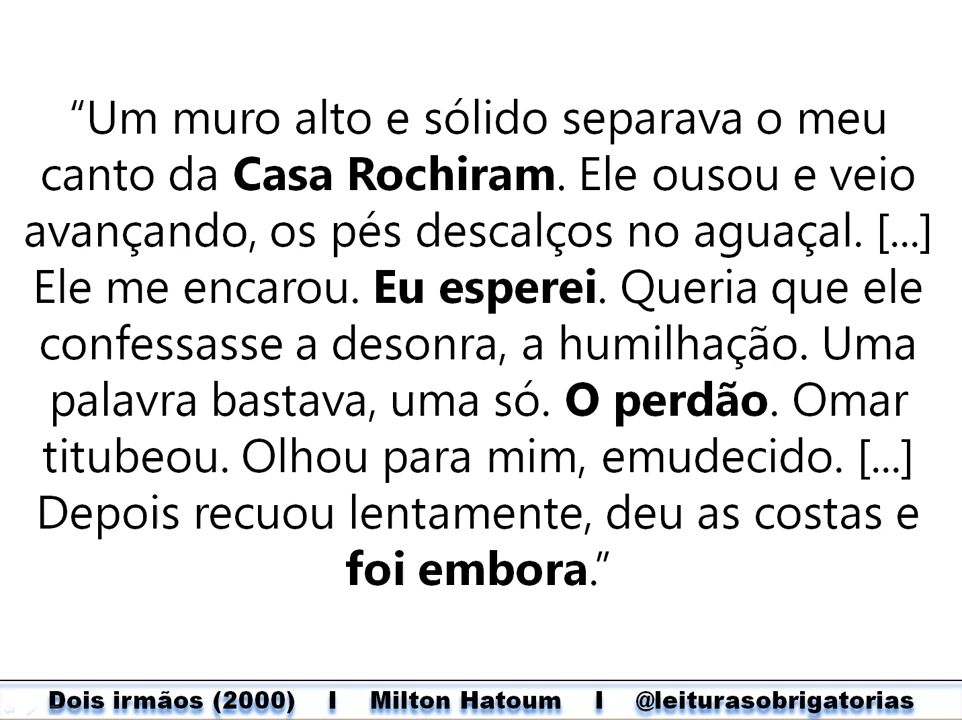 “Um muro alto e sólido separava o meu
canto da Casa Rochiram. Ele ousou e veio
avançando, os pés descalços no aguaçal. [...]
Ele me encarou. Eu esperei. Queria que ele
confessasse a desonra, a humilhação. Uma
palavra bastava, uma só. O perdão. Omar
titubeou. Olhou para mim, emudecido. [...]
Depois recuou lentamente, deu as costas e
foi embora.”
Dois irmãos (2000) I Milton Hatoum I @leiturasobrigatorias